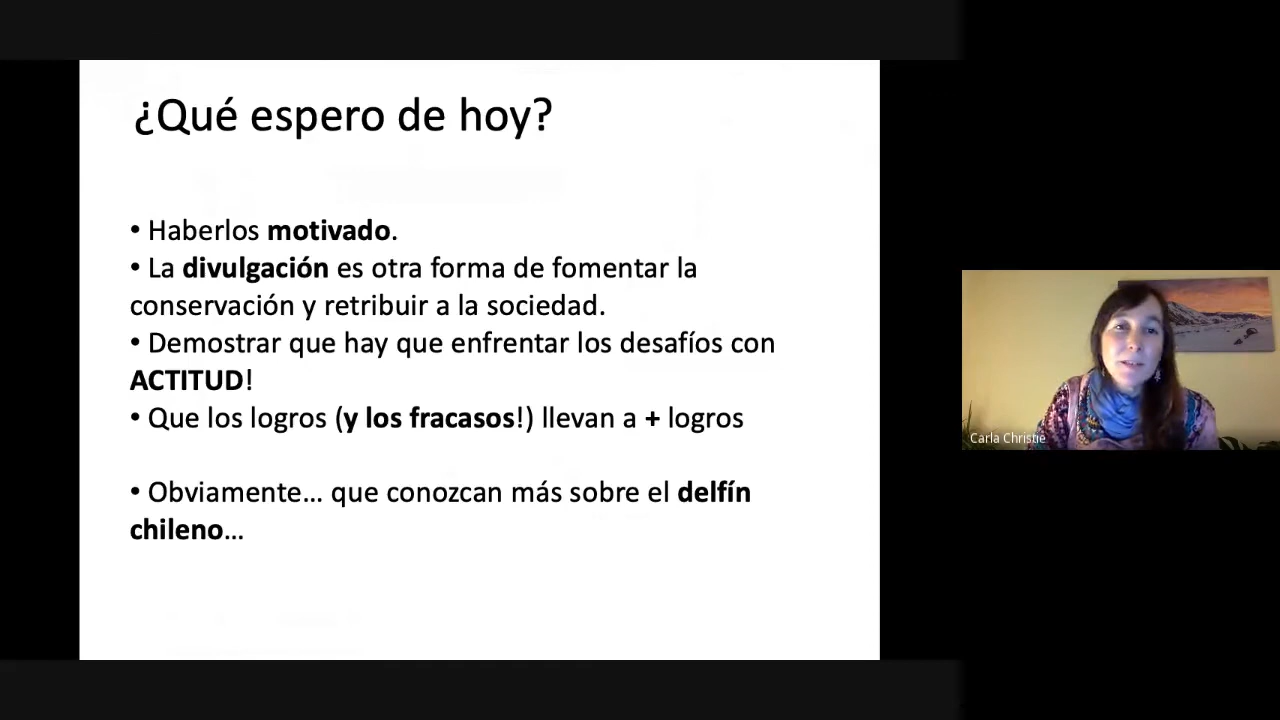 ¿Qué espero de hoy?
• Haberlos motivado.
• La divulgación es otra forma de fomentar la
conservación y retribuir a la sociedad.
• Demostrar que hay que enfrentar los desafíos con
ACTITUD!
• Que los logros (y los fracasos!) llevan a + logros
• Obviamente... que conozcan más sobre el delfín
chileno...
Carla Christie